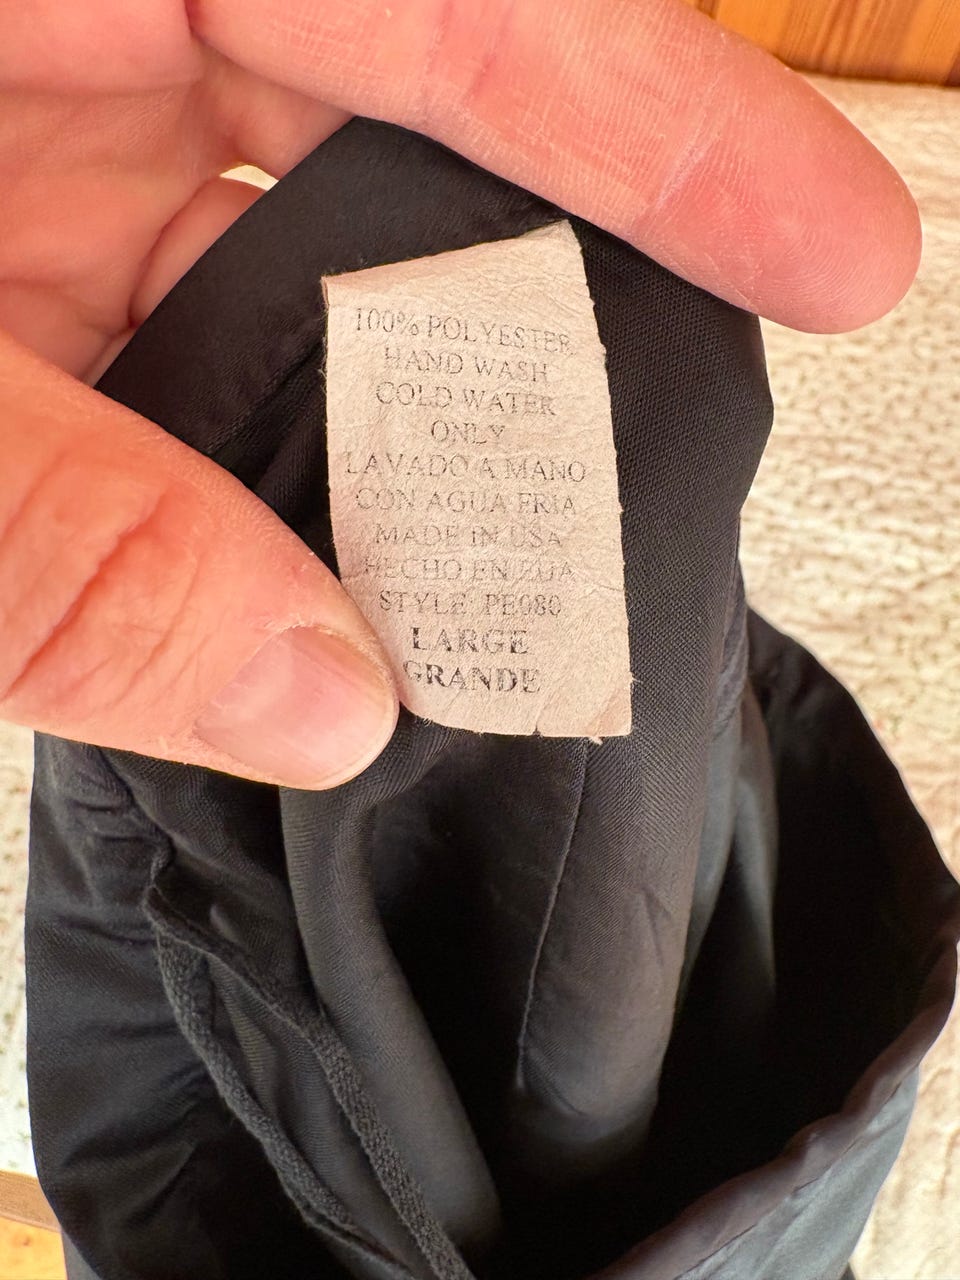 100% POLYESTER
HAND WASH
COLD WATER
ONLY
LAVADO A MANO
CON AGUA FRIA
MADE IN USA
HECHO EN EUA
STYLE PE080
LARGE
GRANDE